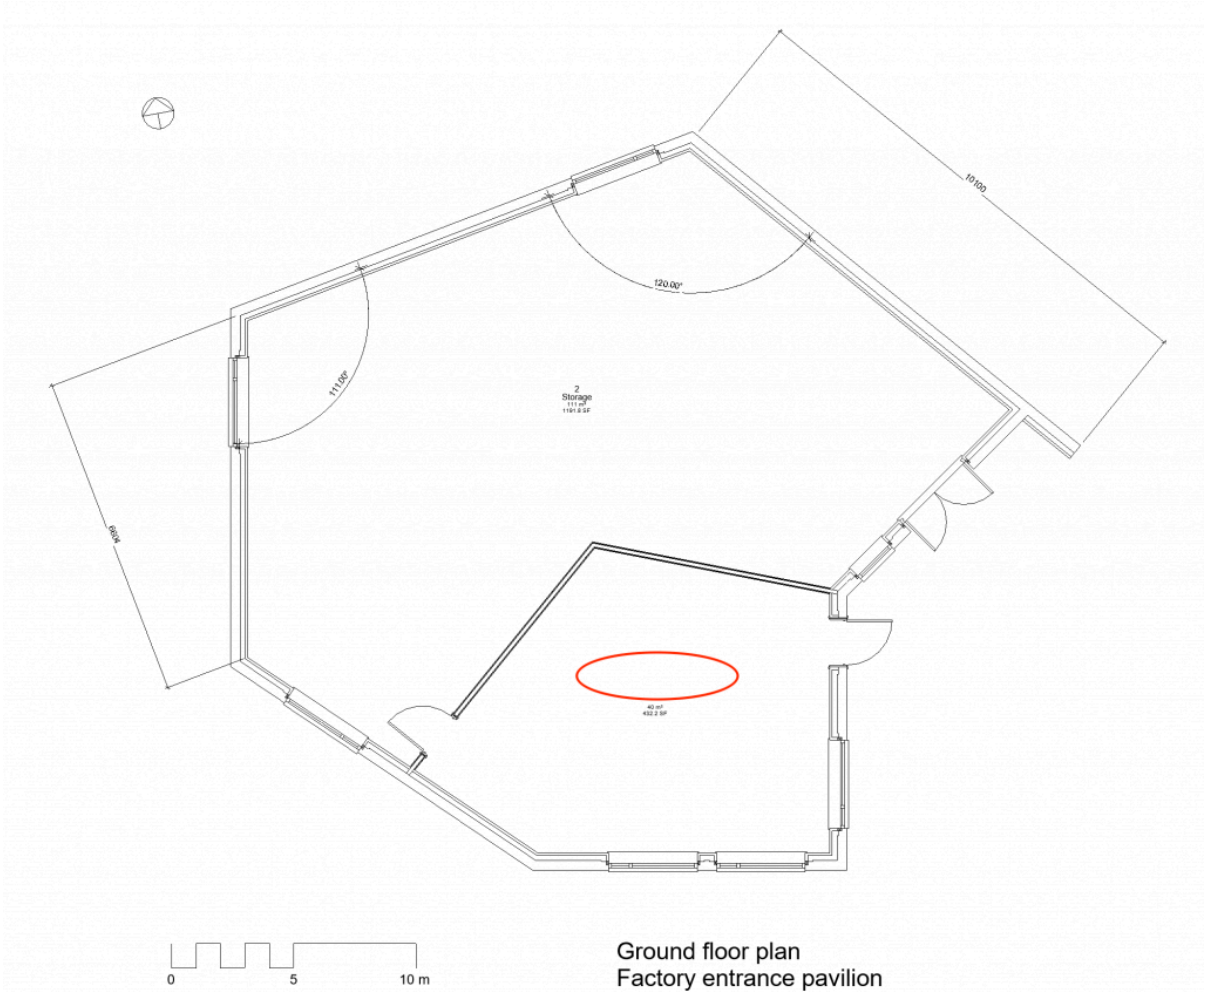 10100
120.00°
111.00°
2
Storage
111 m²
1191.8 SF
6604
40 m²
432.2 SF
0
5
10 m
Ground floor plan
Factory entrance pavilion